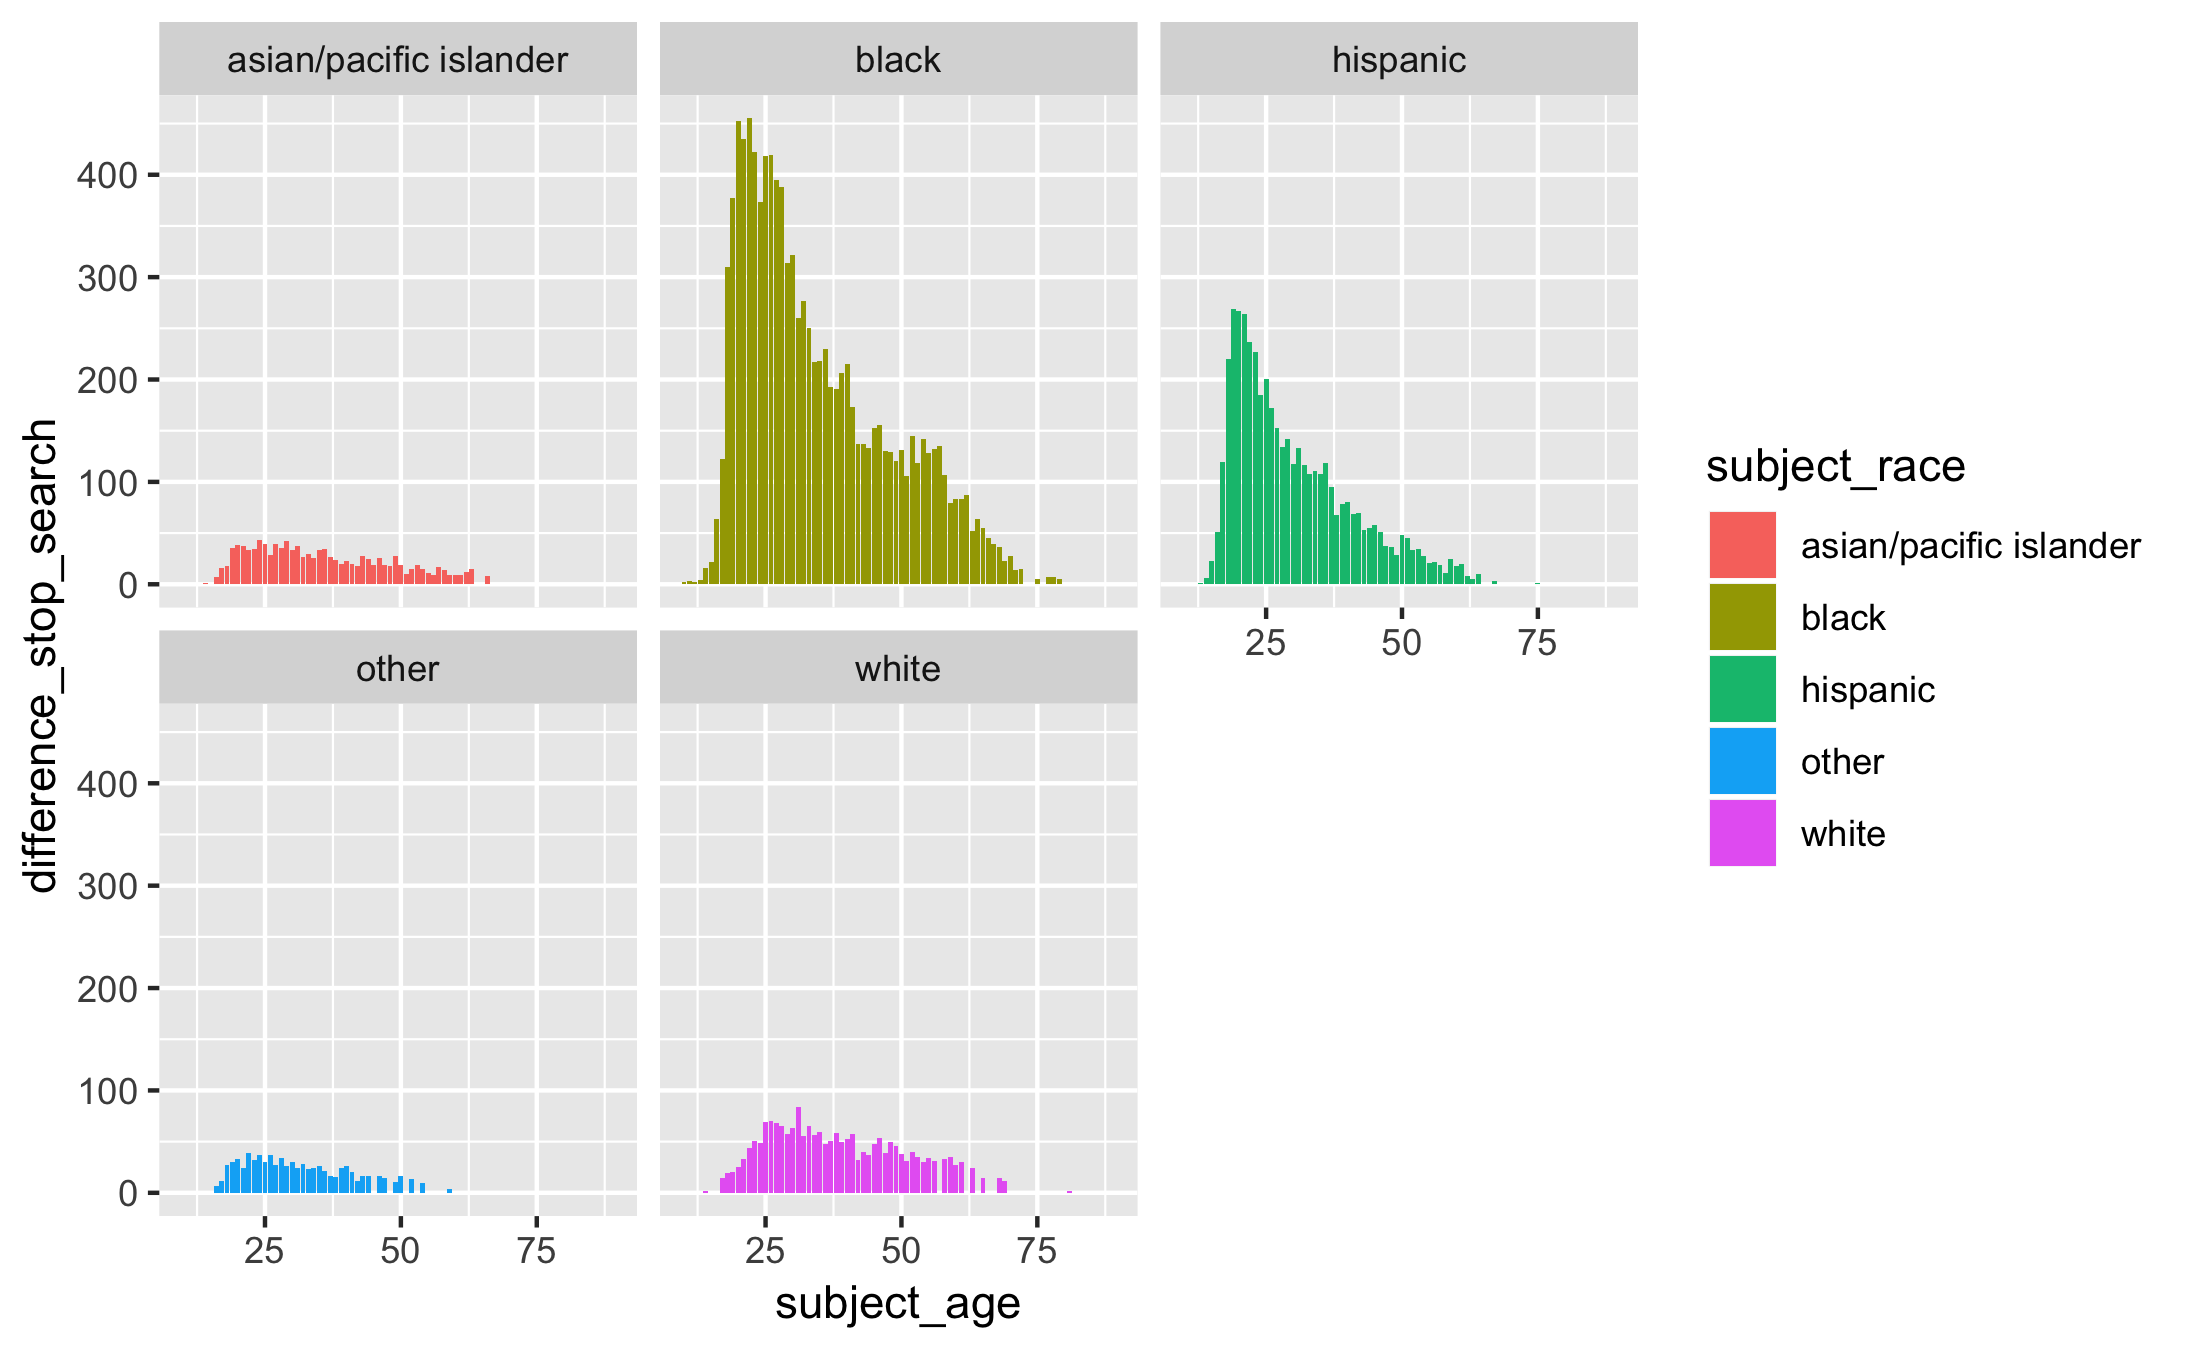 asian/pacific islander
black
hispanic
400
300
200
100
0
25
50
75
other
white
400
300
200
100
0
25
50
75
25
50
75
difference_stop_search
subject_age
subject_race
asian/pacific islander
black
hispanic
other
white